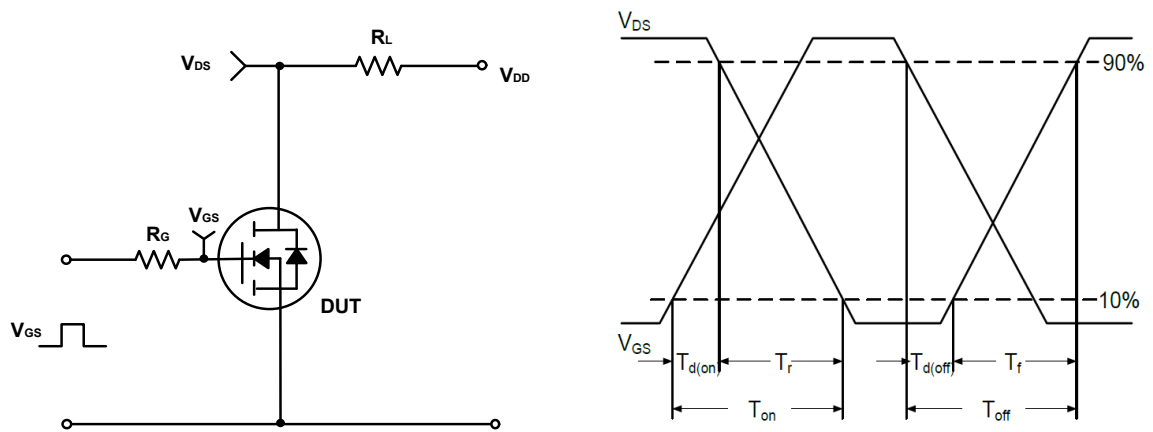 RL
VDS
VDD
VGS
RG
DUT
VGS
VDS
90%
10%
VGS
Td(on)
Tr
Td(off)
Tf
Ton
Toff